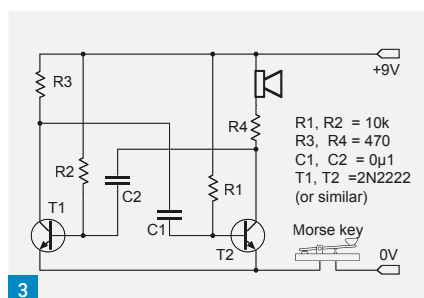 +9V
R3
R4
R2
R1
C2
C1
T1
T2
R1, R2 = 10k
R3, R4 = 470
C1, C2 = 0µ1
T1, T2 =2N2222
(or similar)
Morse key
0V
3